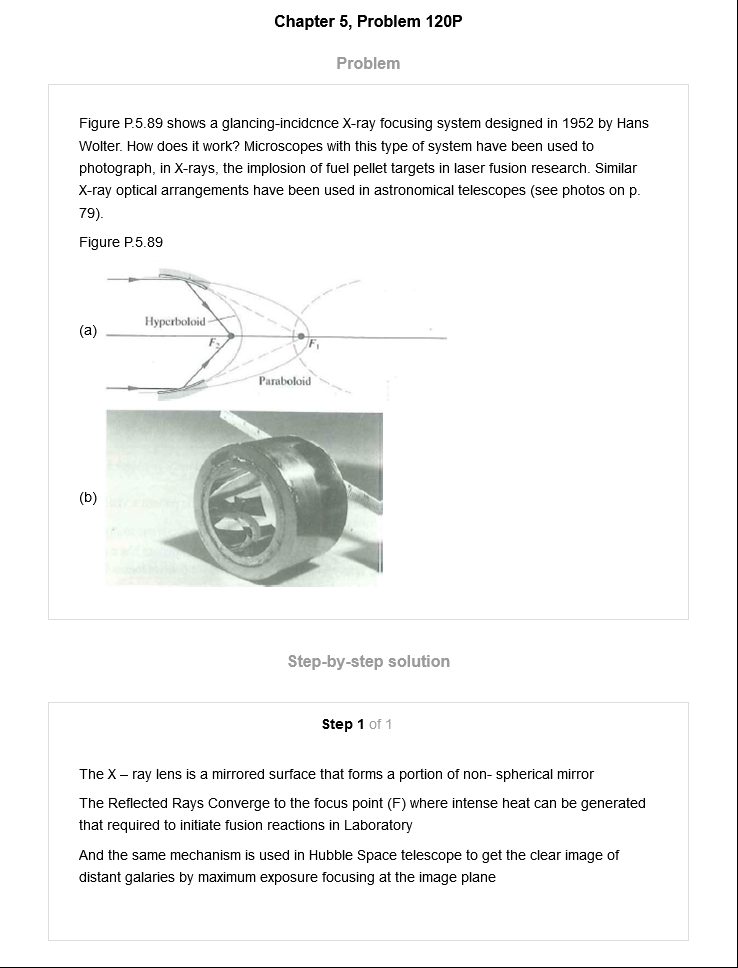 Chapter 5, Problem 120P
Problem
Figure P.5.89 shows a glancing-incidcnce X-ray focusing system designed in 1952 by Hans
Wolter. How does it work? Microscopes with this type of system have been used to
photograph, in X-rays, the implosion of fuel pellet targets in laser fusion research. Similar
X-ray optical arrangements have been used in astronomical telescopes (see photos on p.
79).
Figure P.5.89
(a)
Hyperboloid
F2
F1
Paraboloid
(b)
Step-by-step solution
Step 1 of 1
The X – ray lens is a mirrored surface that forms a portion of non- spherical mirror
The Reflected Rays Converge to the focus point (F) where intense heat can be generated
that required to initiate fusion reactions in Laboratory
And the same mechanism is used in Hubble Space telescope to get the clear image of
distant galaries by maximum exposure focusing at the image plane